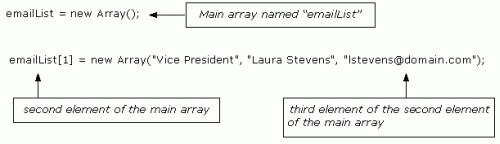 emailList = new Array();
Main array named "emailList"
emailList[1] = new Array("Vice President", "Laura Stevens", "lstevens@domain.com");
second element of the main array
third element of the second element
of the main array